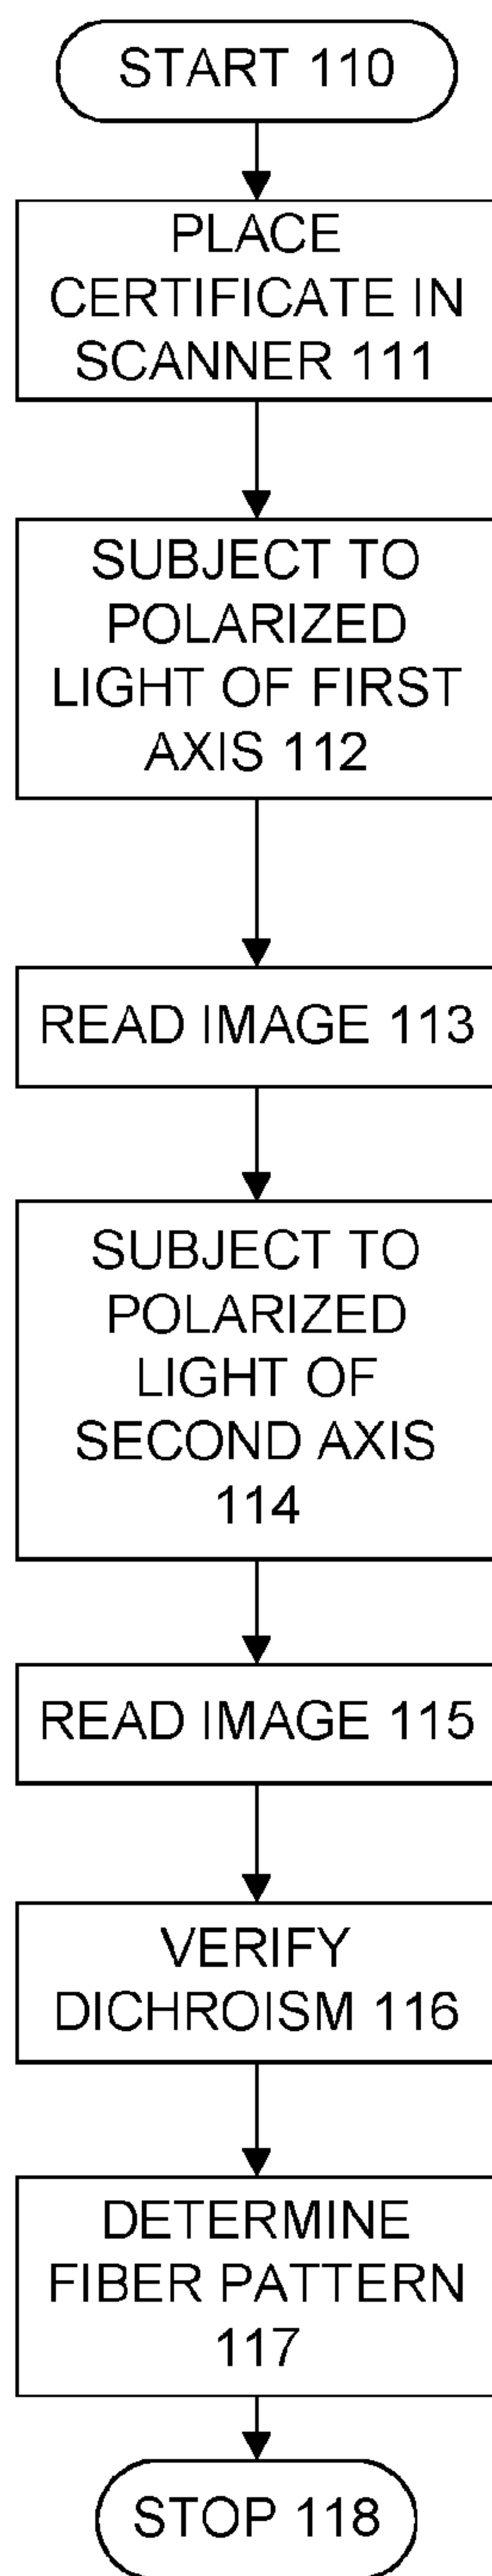 START 110
PLACE
CERTIFICATE IN
SCANNER 111
SUBJECT TO
POLARIZED
LIGHT OF FIRST
AXIS 112
READ IMAGE 113
SUBJECT TO
POLARIZED
LIGHT OF
SECOND AXIS
114
READ IMAGE 115
VERIFY
DICHROISM 116
DETERMINE
FIBER PATTERN
117
STOP 118